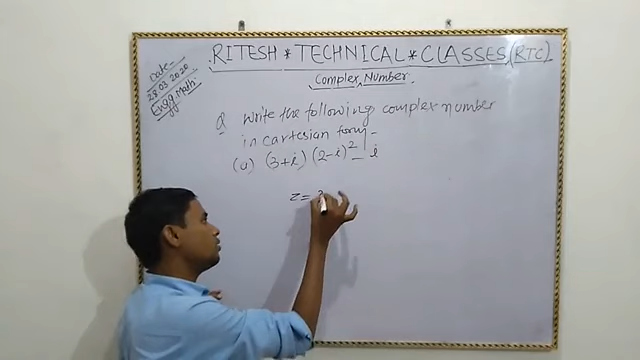 RITESH * TECHNICAL * CLASSES, (RTC)
Date-
28.03.2020
Engg Math
Complex Number
Q write the following complex number
in cartesian form-
(a) (3+i) (2-i)² - i
z=